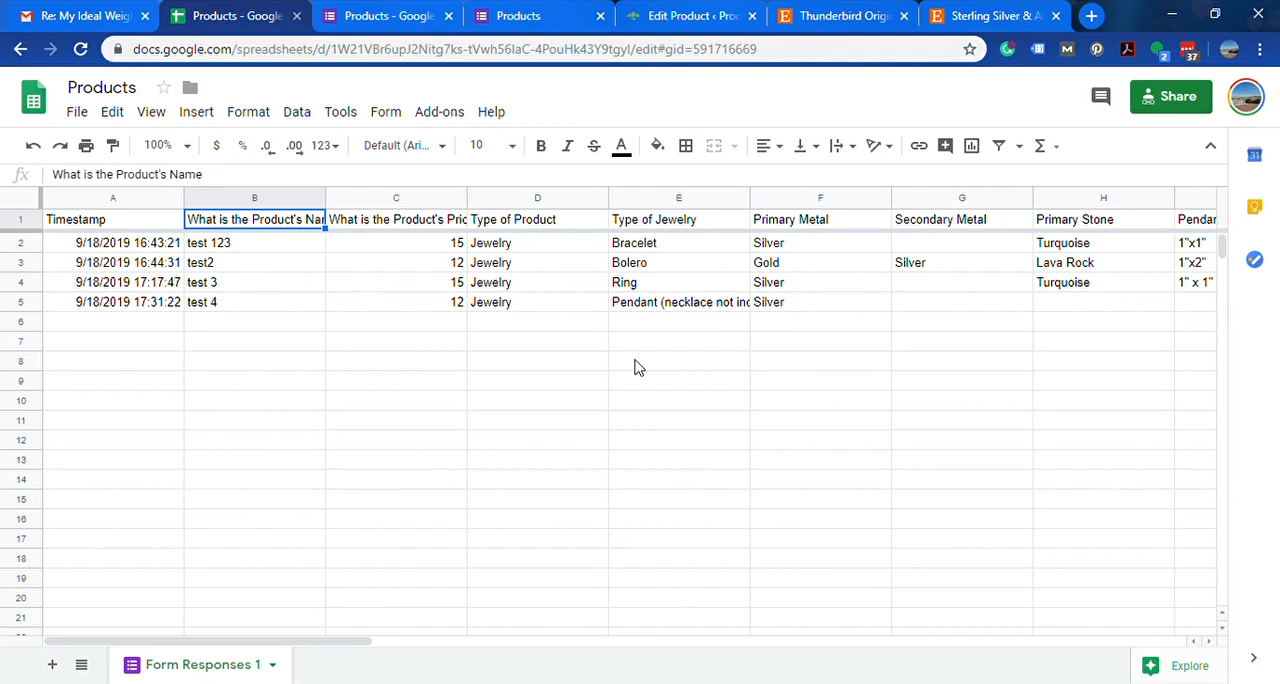 Re: My Ideal Weig
Products - Google
Products - Google
Products
Edit Product ‹ Pro
Thunderbird Origi
Sterling Silver & A
docs.google.com/spreadsheets/d/1W21VBr6upJ2Nitg7ks-tVwh56IaC-4PouHk43Y9tgyI/edit#gid=591716669
2
37
Products
File Edit View Insert Format Data Tools Form Add-ons Help
Share
100% $ % .0 .00 123 Default (Ari... 10 B I S A Σ
31
fx What is the Product's Name
A B C D E F G H
1 Timestamp What is the Product's Nar What is the Product's Pric Type of Product Type of Jewelry Primary Metal Secondary Metal Primary Stone Pendar
2 9/18/2019 16:43:21 test 123 15 Jewelry Bracelet Silver Turquoise 1"x1"
3 9/18/2019 16:44:31 test2 12 Jewelry Bolero Gold Silver Lava Rock 1"x2"
4 9/18/2019 17:17:47 test 3 15 Jewelry Ring Silver Turquoise 1" x 1"
5 9/18/2019 17:31:22 test 4 12 Jewelry Pendant (necklace not inc Silver
6
7
8
9
10
11
12
13
14
15
16
17
18
19
20
21
Form Responses 1
Explore